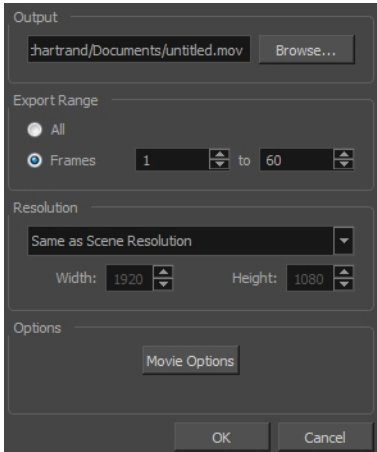 Output
:hartrand/Documents/untitled.mov Browse...
Export Range
All
Frames 1 to 60
Resolution
Same as Scene Resolution
Width: 1920 Height: 1080
Options
Movie Options
OK Cancel